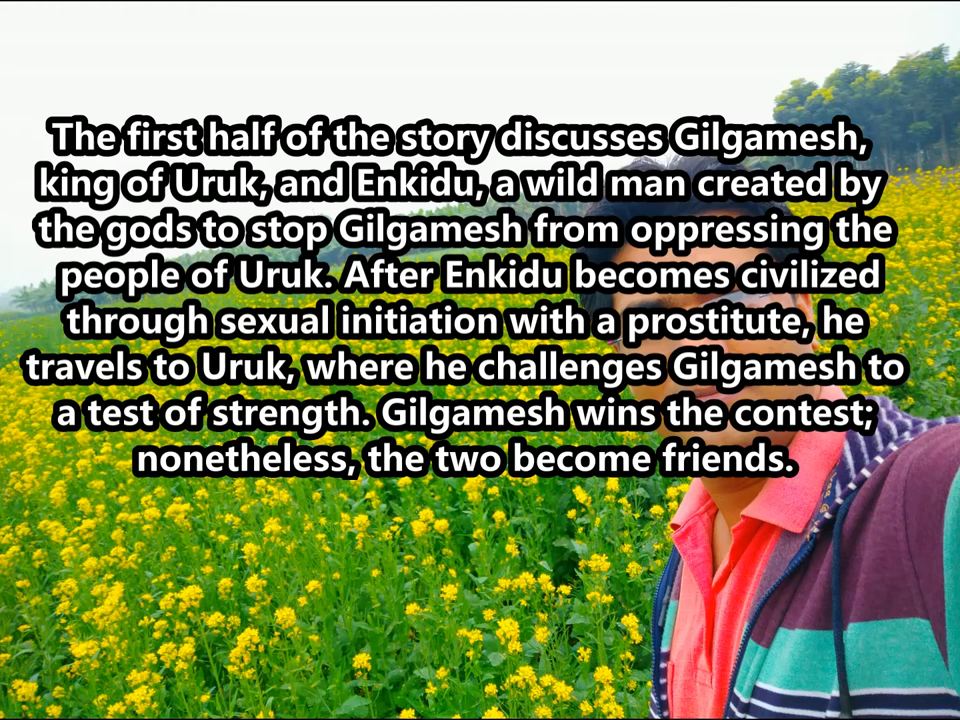 The first half of the story discusses Gilgamesh,
king of Uruk, and Enkidu, a wild man created by
the gods to stop Gilgamesh from oppressing the
people of Uruk. After Enkidu becomes civilized
through sexual initiation with a prostitute, he
travels to Uruk, where he challenges Gilgamesh to
a test of strength. Gilgamesh wins the contest;
nonetheless, the two become friends.